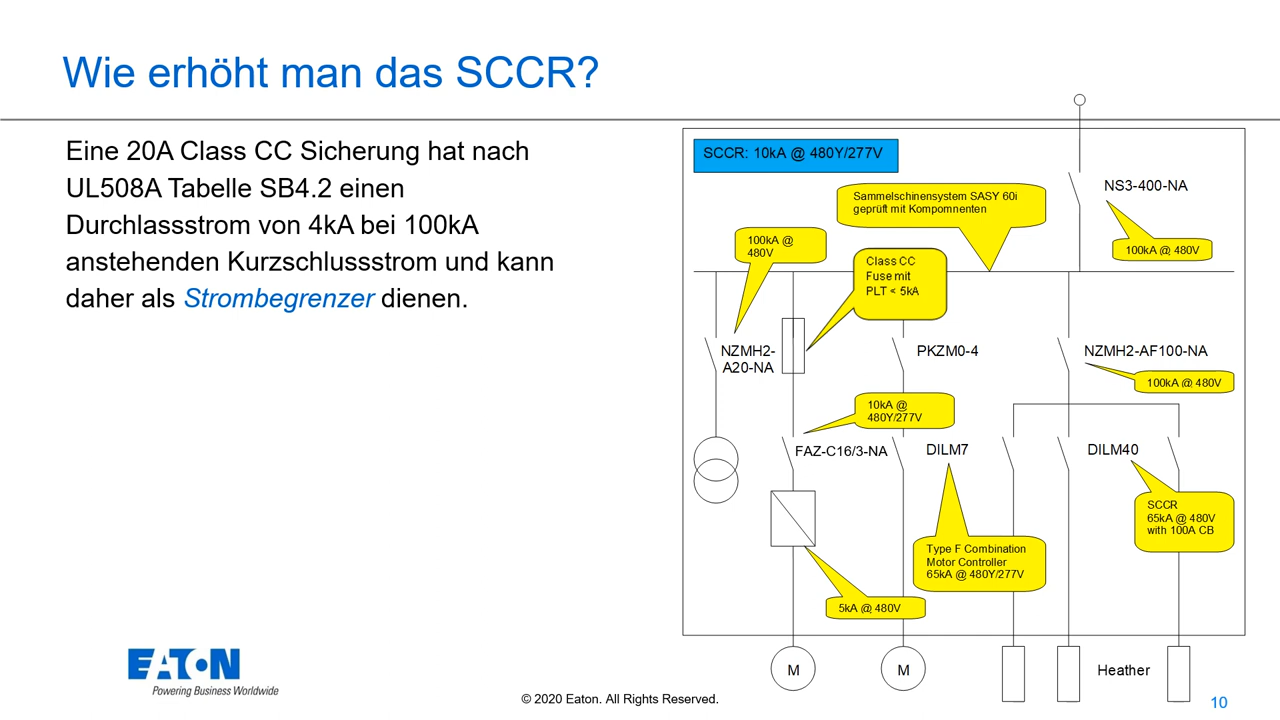 Wie erhöht man das SCCR?
Eine 20A Class CC Sicherung hat nach
UL508A Tabelle SB4.2 einen
Durchlassstrom von 4kA bei 100kA
anstehenden Kurzschlussstrom und kann
daher als Strombegrenzer dienen.
SCCR: 10kA @ 480Y/277V
NS3-400-NA
Sammelschinensystem SASY 60i
geprüft mit Kompomnenten
100kA @ 480V
100kA @
480V
Class CC
Fuse mit
PLT < 5kA
NZMH2-
A20-NA
PKZM0-4
NZMH2-AF100-NA
100kA @ 480V
10kA @
480Y/277V
FAZ-C16/3-NA
DILM7
DILM40
SCCR
65kA @ 480V
with 100A CB
Type F Combination
Motor Controller
65kA @ 480Y/277V
5kA @ 480V
M
M
Heather
EATON
Powering Business Worldwide
© 2020 Eaton. All Rights Reserved.
10